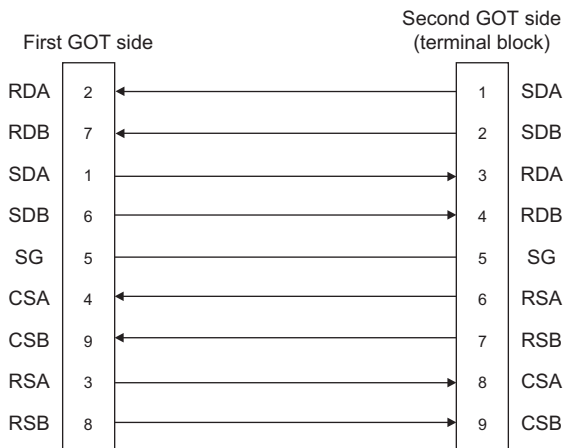 Second GOT side
First GOT side (terminal block)
RDA 2 1 SDA
RDB 7 2 SDB
SDA 1 3 RDA
SDB 6 4 RDB
SG 5 5 SG
CSA 4 6 RSA
CSB 9 7 RSB
RSA 3 8 CSA
RSB 8 9 CSB